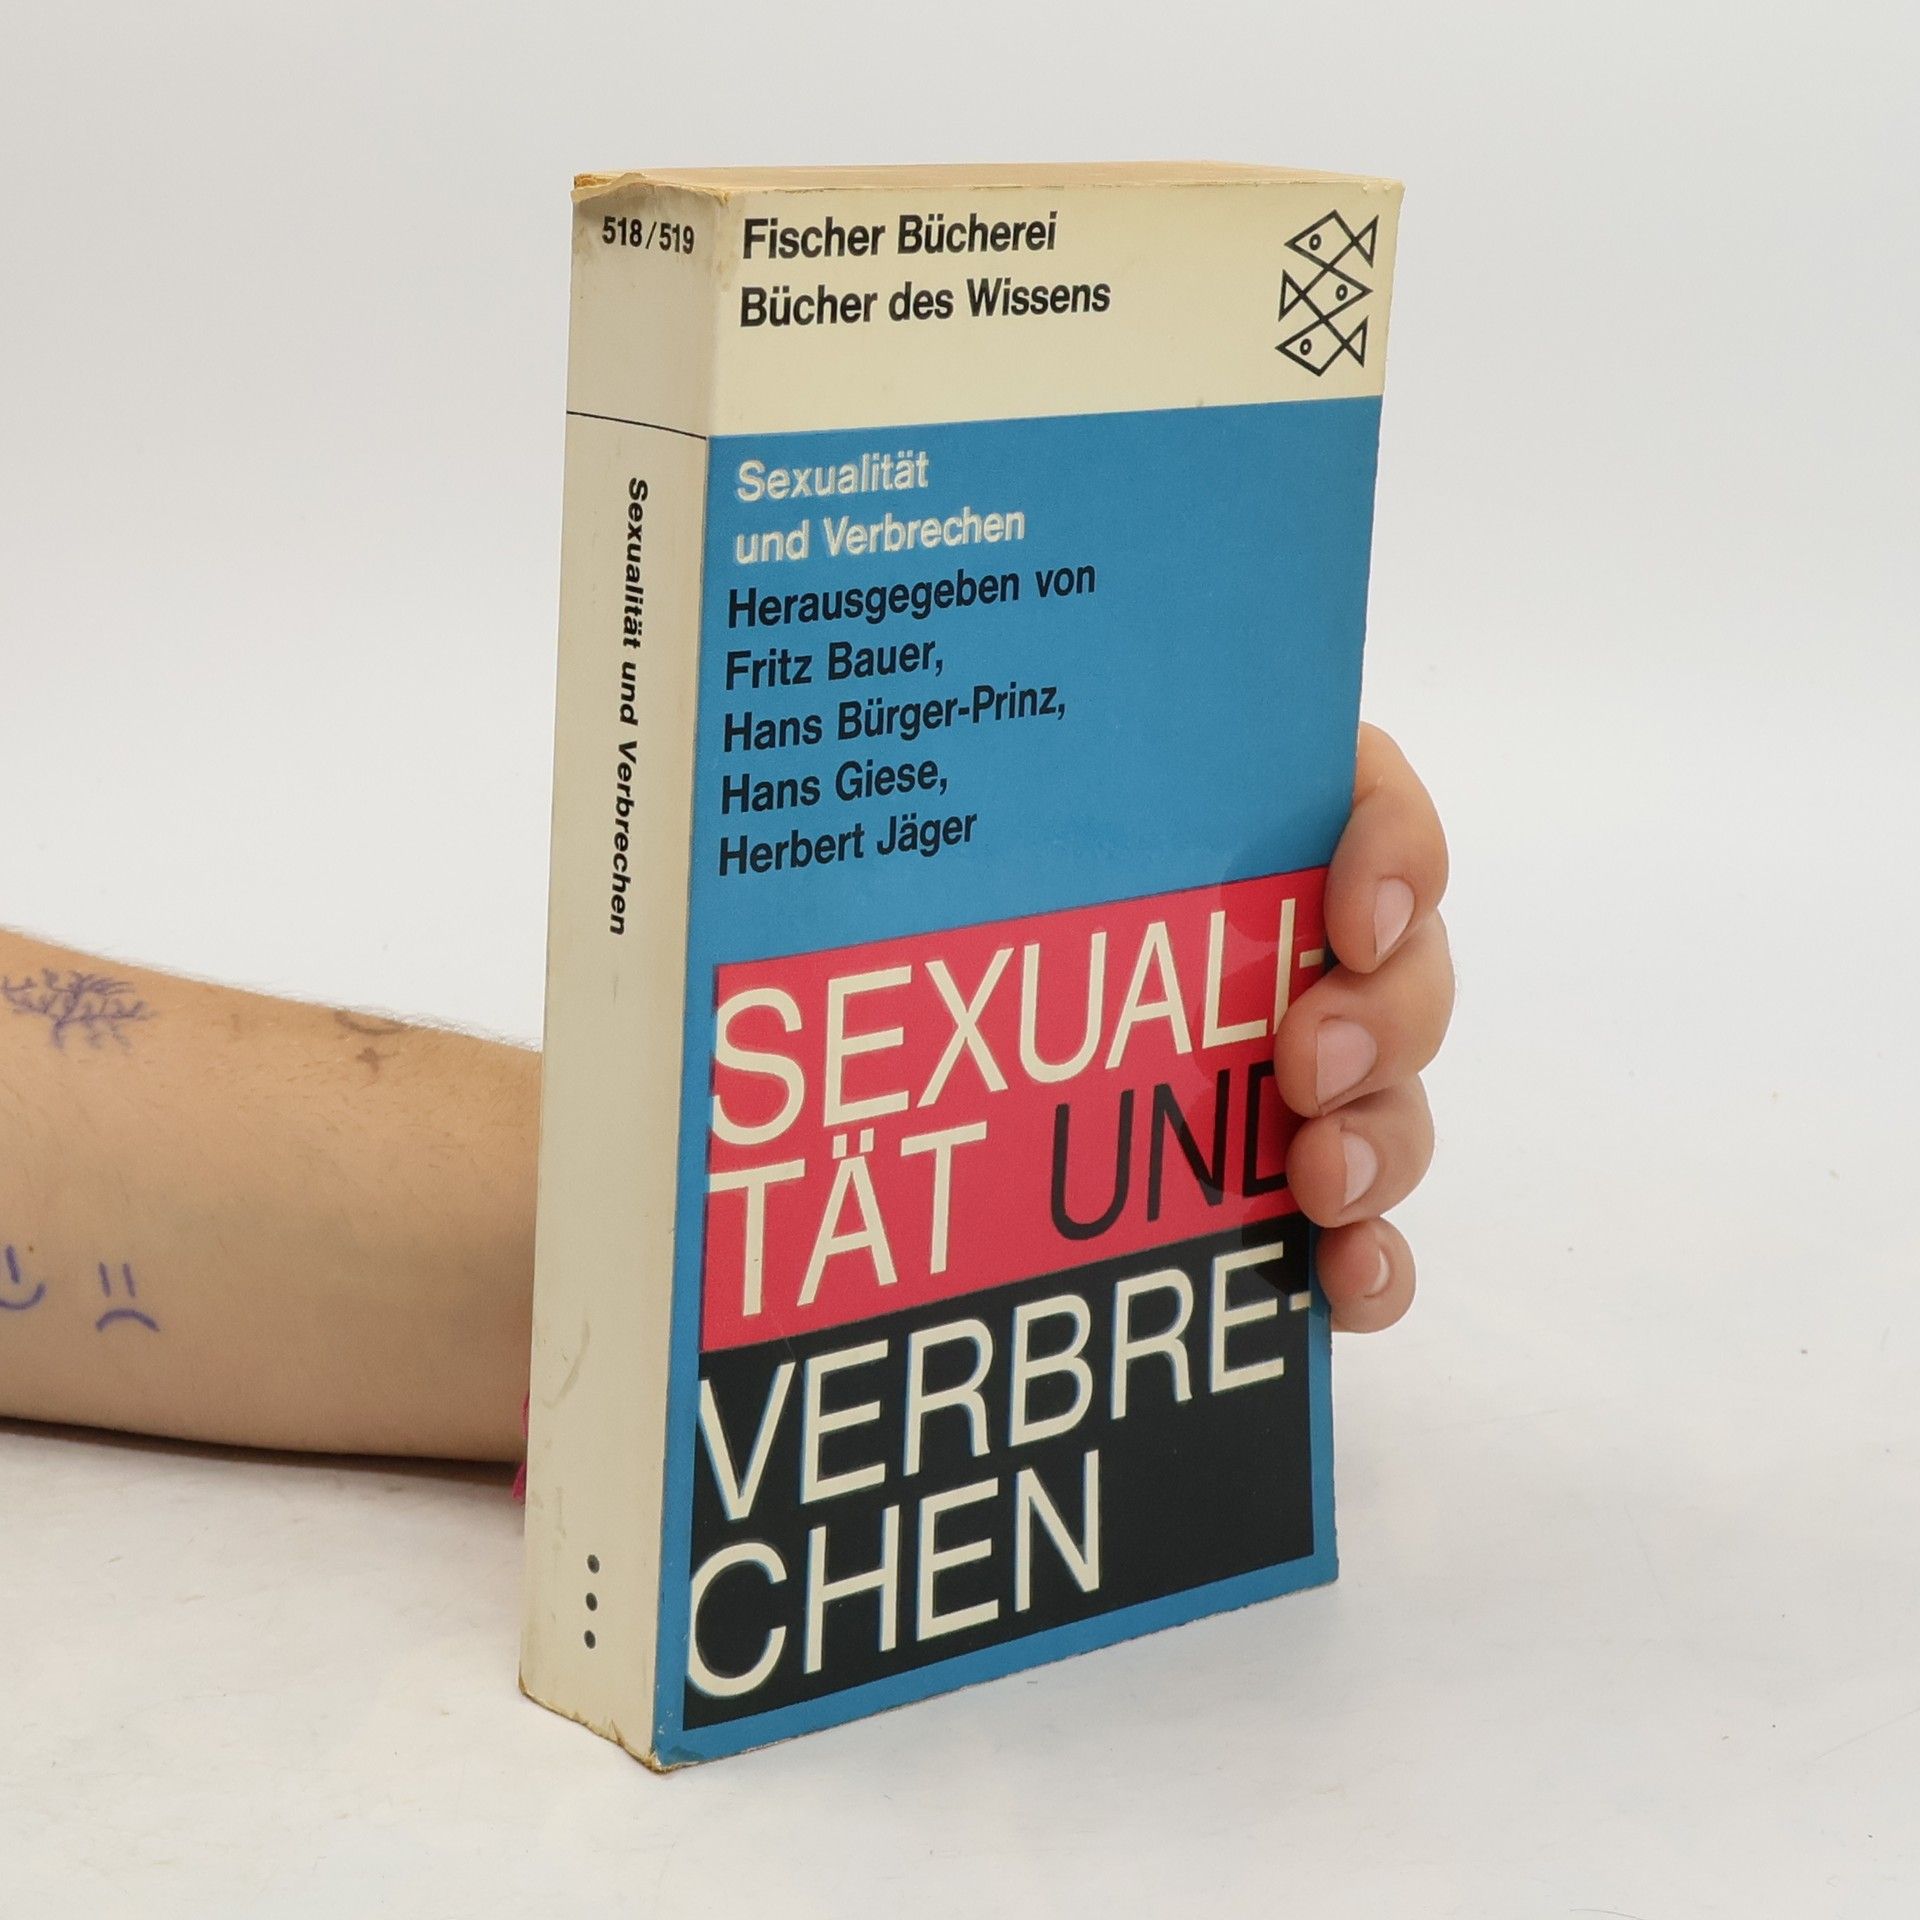 518/519
Sexualität und Verbrechen
Fischer Bücherei
Bücher des Wissens
Sexualität
und Verbrechen
Herausgegeben von
Fritz Bauer,
Hans Bürger-Prinz,
Hans Giese,
Herbert Jäger
SEXUALI-
TÄT UND
VERBRE-
CHEN